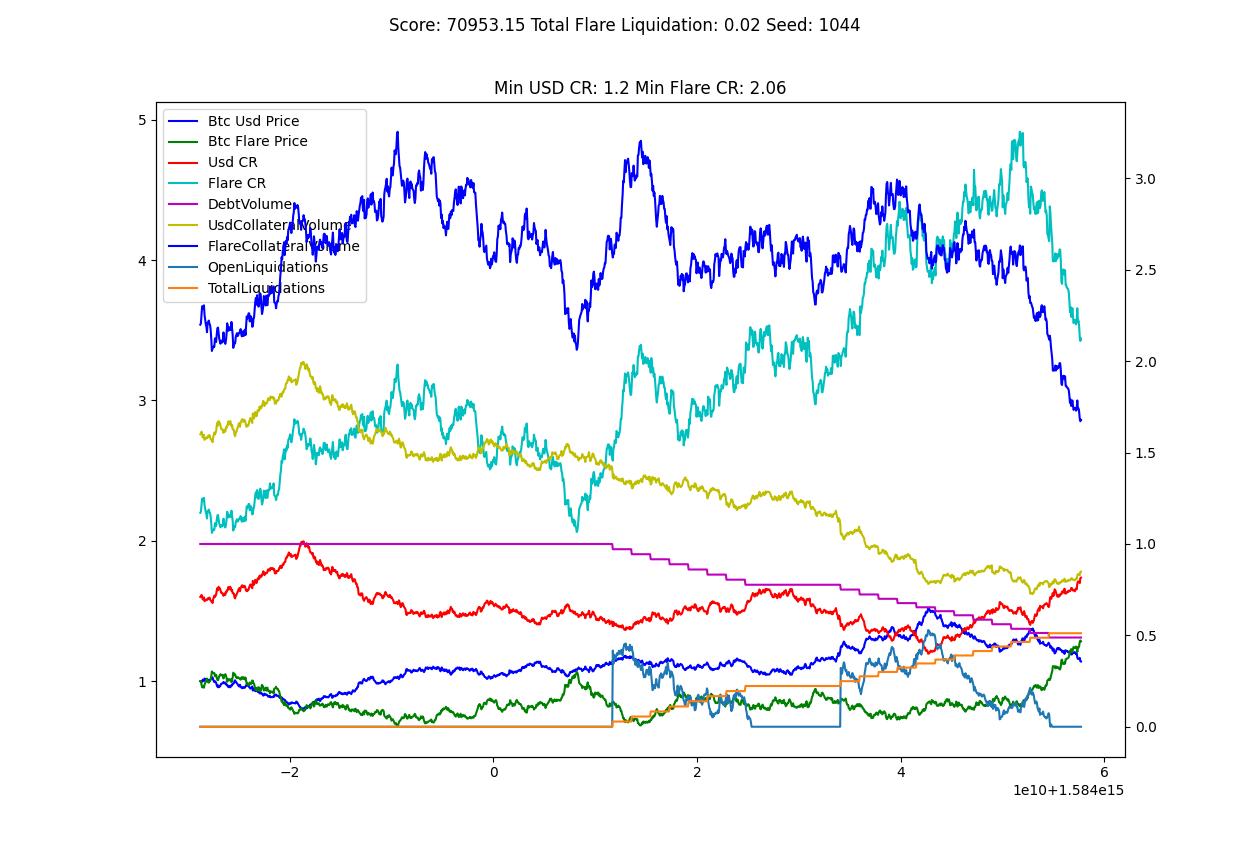 Score: 70953.15 Total Flare Liquidation: 0.02 Seed: 1044
Min USD CR: 1.2 Min Flare CR: 2.06
Btc Usd Price
Btc Flare Price
Usd CR
Flare CR
DebtVolume
UsdCollateralVolume
FlareCollateralVolume
OpenLiquidations
TotalLiquidations
5
4
3
2
1
3.0
2.5
2.0
1.5
1.0
0.5
0.0
−2
0
2
4
6
1e10+1.584e15